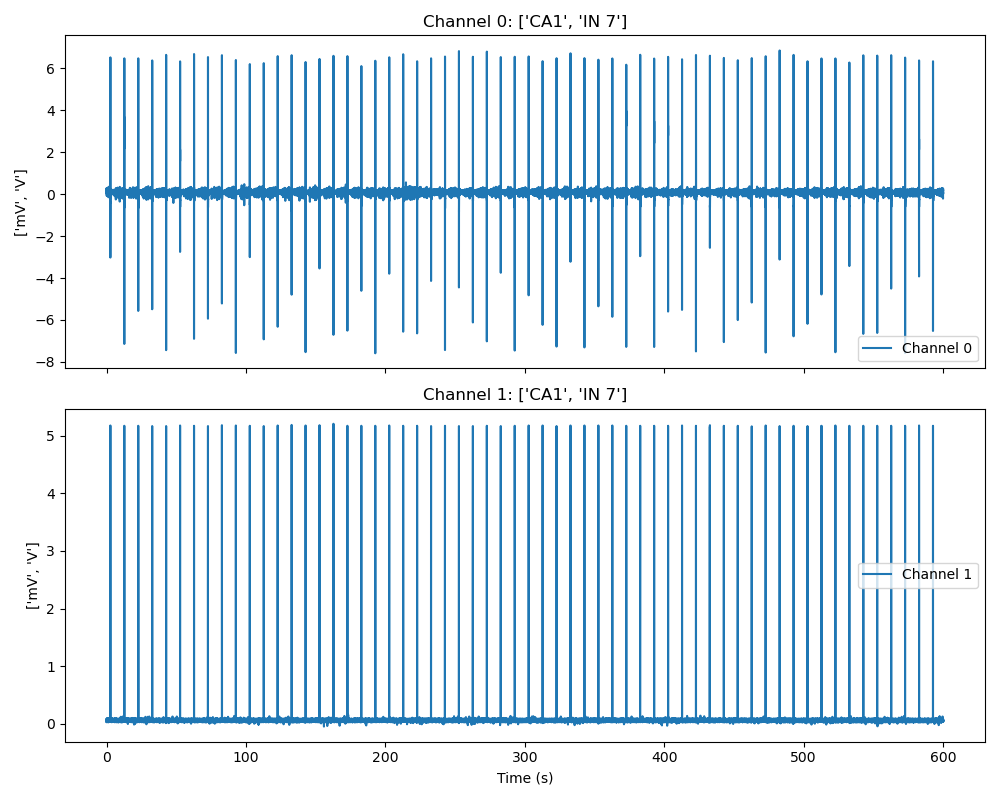 Channel 0: ['CA1', 'IN 7']
6
4
2
0
−2
−4
−6
−8
['mV', 'V']
Channel 0
Channel 1: ['CA1', 'IN 7']
5
4
3
2
1
0
['mV', 'V']
Channel 1
0 100 200 300 400 500 600
Time (s)